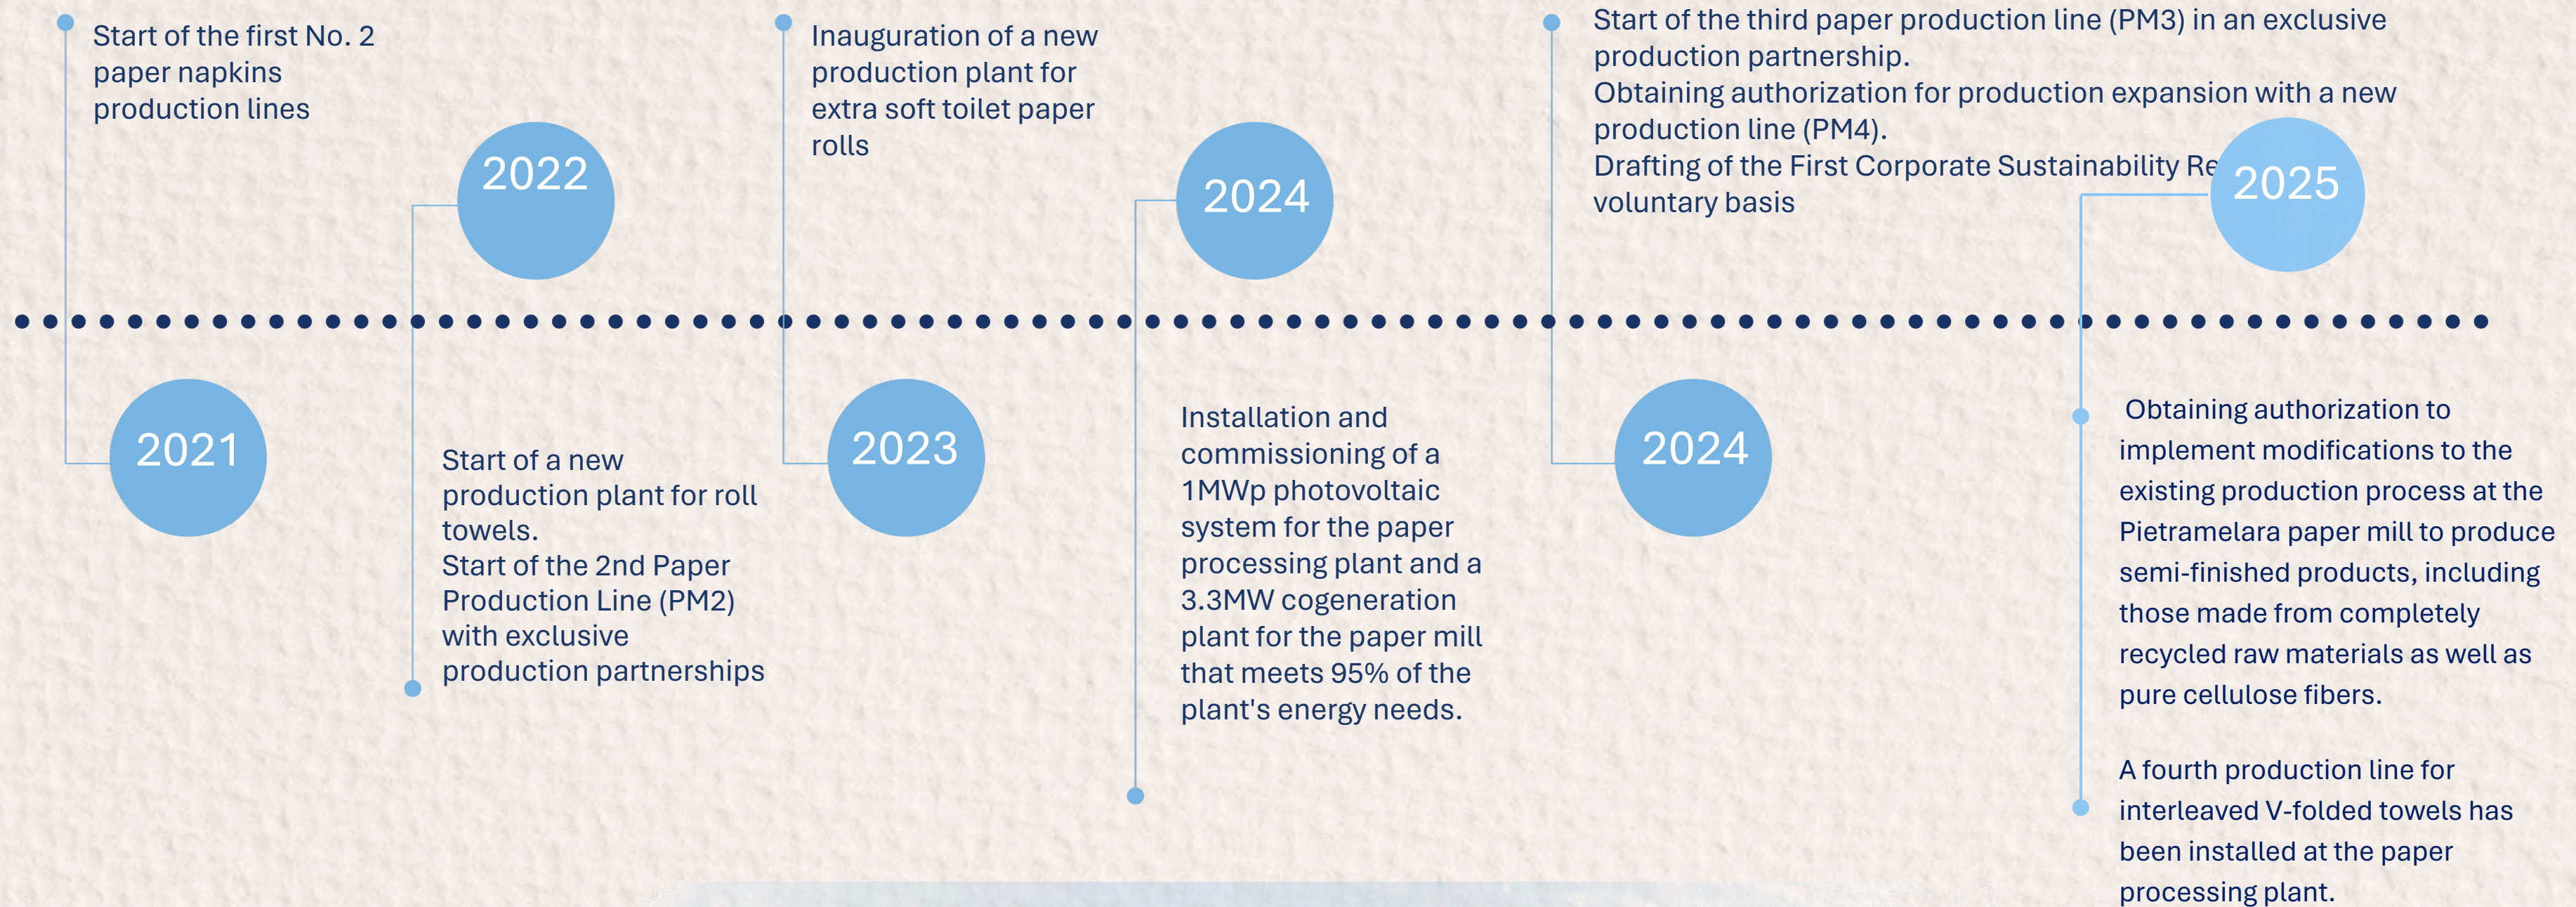 Start of the first No. 2
paper napkins
production lines
2021
2022
Start of a new
production plant for roll
towels.
Start of the 2nd Paper
Production Line (PM2)
with exclusive
production partnerships
Inauguration of a new
production plant for
extra soft toilet paper
rolls
2023
2024
Installation and
commissioning of a
1MWp photovoltaic
system for the paper
processing plant and a
3.3MW cogeneration
plant for the paper mill
that meets 95% of the
plant's energy needs.
Start of the third paper production line (PM3) in an exclusive
production partnership.
Obtaining authorization for production expansion with a new
production line (PM4).
Drafting of the First Corporate Sustainability
voluntary basis
2024
2025
Obtaining authorization to
implement modifications to the
existing production process at the
Pietramelara paper mill to produce
semi-finished products, including
those made from completely
recycled raw materials as well as
pure cellulose fibers.
A fourth production line for
interleaved V-folded towels has
been installed at the paper
processing plant.